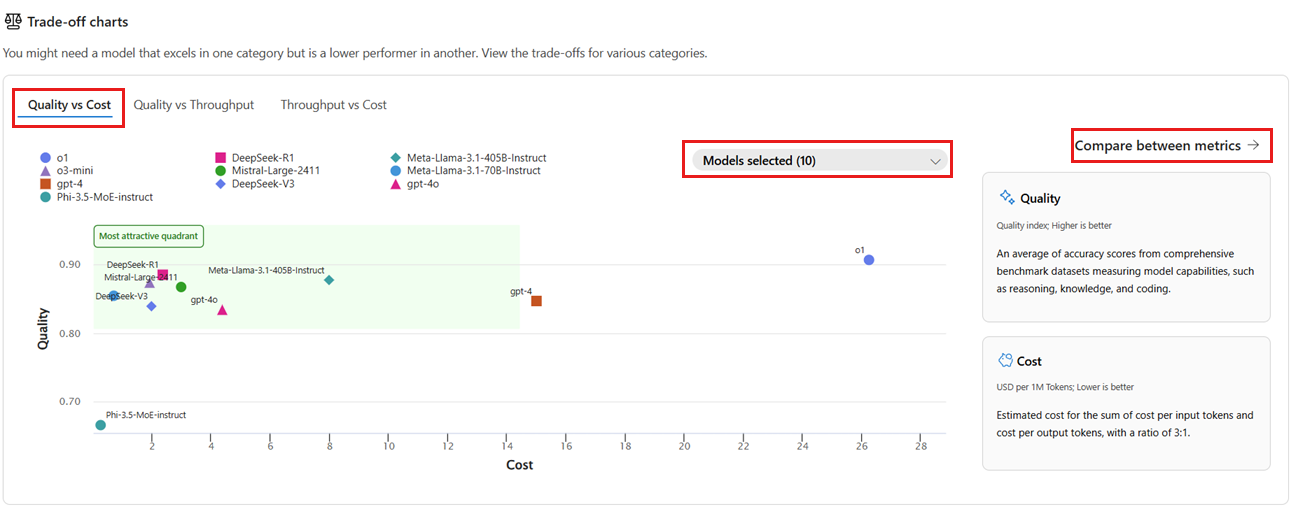 Trade-off charts
You might need a model that excels in one category but is a lower performer in another. View the trade-offs for various categories.
Quality vs Cost
Quality vs Throughput
Throughput vs Cost
o1
DeepSeek-R1
Meta-Llama-3.1-405B-Instruct
o3-mini
Mistral-Large-2411
Meta-Llama-3.1-70B-Instruct
gpt-4
DeepSeek-V3
gpt-4o
Phi-3.5-MoE-instruct
Models selected (10)
Compare between metrics
Most attractive quadrant
0.90
0.80
0.70
Quality
DeepSeek-R1
Mistral-Large-2411
DeepSeek-V3
gpt-4o
Meta-Llama-3.1-405B-Instruct
gpt-4
o1
Phi-3.5-MoE-instruct
2
4
6
8
10
12
14
16
18
20
22
24
26
28
Cost
Quality
Quality index; Higher is better
An average of accuracy scores from comprehensive
benchmark datasets measuring model capabilities, such
as reasoning, knowledge, and coding.
Cost
USD per 1M Tokens; Lower is better
Estimated cost for the sum of cost per input tokens and
cost per output tokens, with a ratio of 3:1.